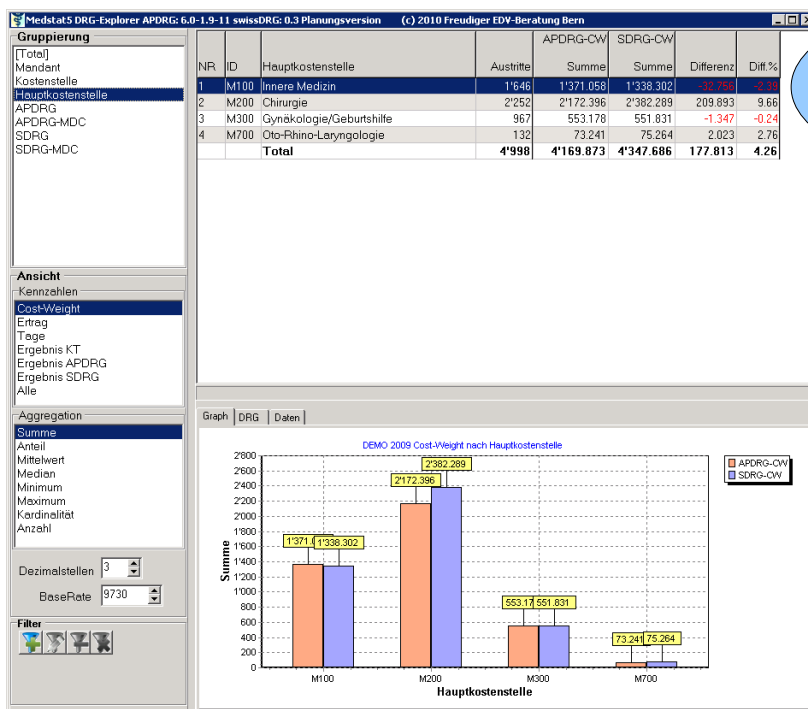 Medstat5 DRG-Explorer APDRG: 6.0-1.9-11 swissDRG: 0.3 Planungsversion (c) 2010 Freudiger EDV-Beratung Bern
Gruppierung
[Total]
Mandant
Kostenstelle
Hauptkostenstelle
APDRG
APDRG-MDC
SDRG
SDRG-MDC
APDRG-CW SDRG-CW
NR ID Hauptkostenstelle Austritte Summe Summe Differenz Diff.%
1 M100 Innere Medizin 1'646 1'371.058 1'338.302 -32.756 -2.39
2 M200 Chirurgie 2'252 2'172.396 2'382.289 209.893 9.66
3 M300 Gynäkologie/Geburtshilfe 967 553.178 551.831 -1.347 -0.24
4 M700 Oto-Rhino-Laryngologie 132 73.241 75.264 2.023 2.76
Total 4'998 4'169.873 4'347.686 177.813 4.26
Ansicht
Kennzahlen
Cost-Weight
Ertrag
Tage
Ergebnis KT
Ergebnis APDRG
Ergebnis SDRG
Alle
Aggregation
Summe
Anteil
Mittelwert
Median
Minimum
Maximum
Kardinalität
Anzahl
Dezimalstellen 3
BaseRate 9730
Filter
Graph DRG Daten
DEMO 2009 Cost-Weight nach Hauptkostenstelle
APDRG-CW
SDRG-CW
Summe
2'800
2'600
2'400
2'200
2'000
1'800
1'600
1'400
1'200
1'000
800
600
400
200
0
1'371.0 1'338.302
2'172.396 2'382.289
553.17 551.831
73.241 75.264
M100 M200 M300 M700
Hauptkostenstelle